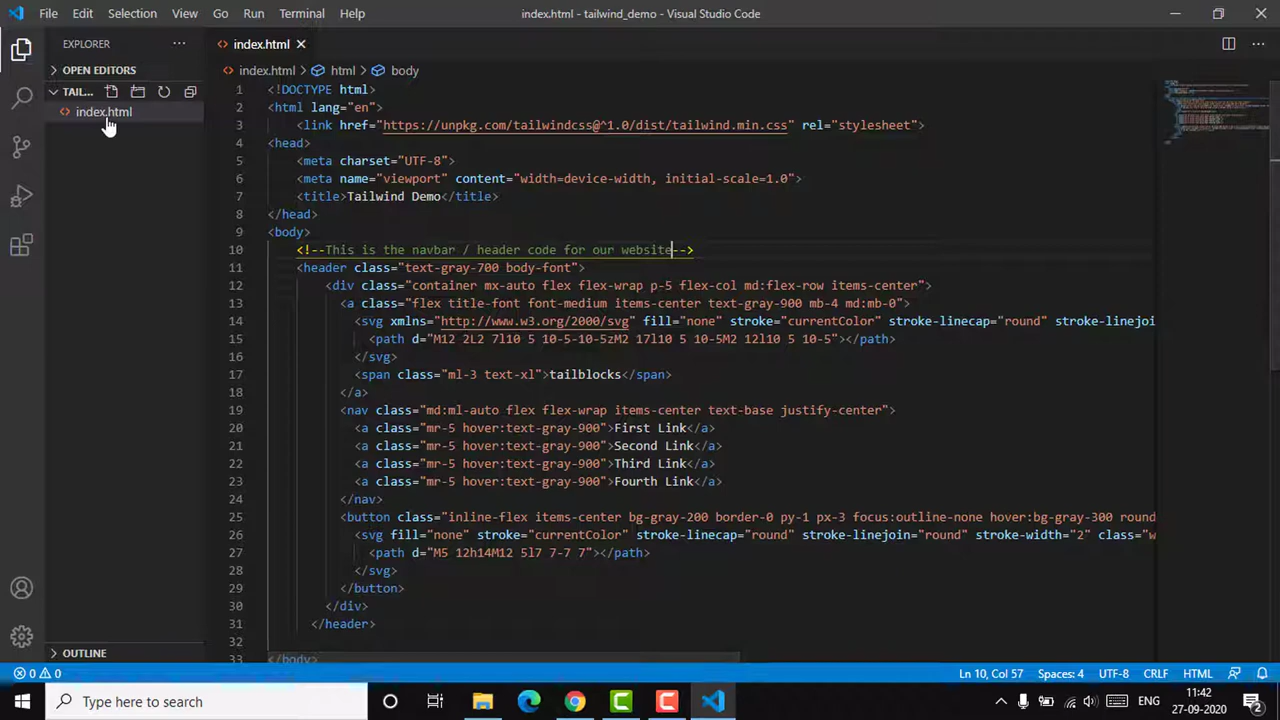 File Edit Selection View Go Run Terminal Help
index.html - tailwind_demo - Visual Studio Code
EXPLORER
OPEN EDITORS
TAIL...
index.html
index.html
index.html > html > body
1 <!DOCTYPE html>
2 <html lang="en">
3 <link href="https://unpkg.com/tailwindcss@^1.0/dist/tailwind.min.css" rel="stylesheet">
4 <head>
5 <meta charset="UTF-8">
6 <meta name="viewport" content="width=device-width, initial-scale=1.0">
7 <title>Tailwind Demo</title>
8 </head>
9 <body>
10 <!--This is the navbar / header code for our website-->
11 <header class="text-gray-700 body-font">
12 <div class="container mx-auto flex flex-wrap p-5 flex-col md:flex-row items-center">
13 <a class="flex title-font font-medium items-center text-gray-900 mb-4 md:mb-0">
14 <svg xmlns="http://www.w3.org/2000/svg" fill="none" stroke="currentColor" stroke-linecap="round" stroke-linejoi
15 <path d="M12 2L2 7l10 5 10-5-10-5zM2 17l10 5 10-5M2 12l10 5 10-5"></path>
16 </svg>
17 <span class="ml-3 text-xl">tailblocks</span>
18 </a>
19 <nav class="md:ml-auto flex flex-wrap items-center text-base justify-center">
20 <a class="mr-5 hover:text-gray-900">First Link</a>
21 <a class="mr-5 hover:text-gray-900">Second Link</a>
22 <a class="mr-5 hover:text-gray-900">Third Link</a>
23 <a class="mr-5 hover:text-gray-900">Fourth Link</a>
24 </nav>
25 <button class="inline-flex items-center bg-gray-200 border-0 py-1 px-3 focus:outline-none hover:bg-gray-300 round
26 <svg fill="none" stroke="currentColor" stroke-linecap="round" stroke-linejoin="round" stroke-width="2" class="w
27 <path d="M5 12h14M12 5l7 7-7 7"></path>
28 </svg>
29 </button>
30 </div>
31 </header>
32
33 </body>
OUTLINE
0 0
Ln 10, Col 57 Spaces: 4 UTF-8 CRLF HTML
Type here to search
ENG
11:42
27-09-2020
2